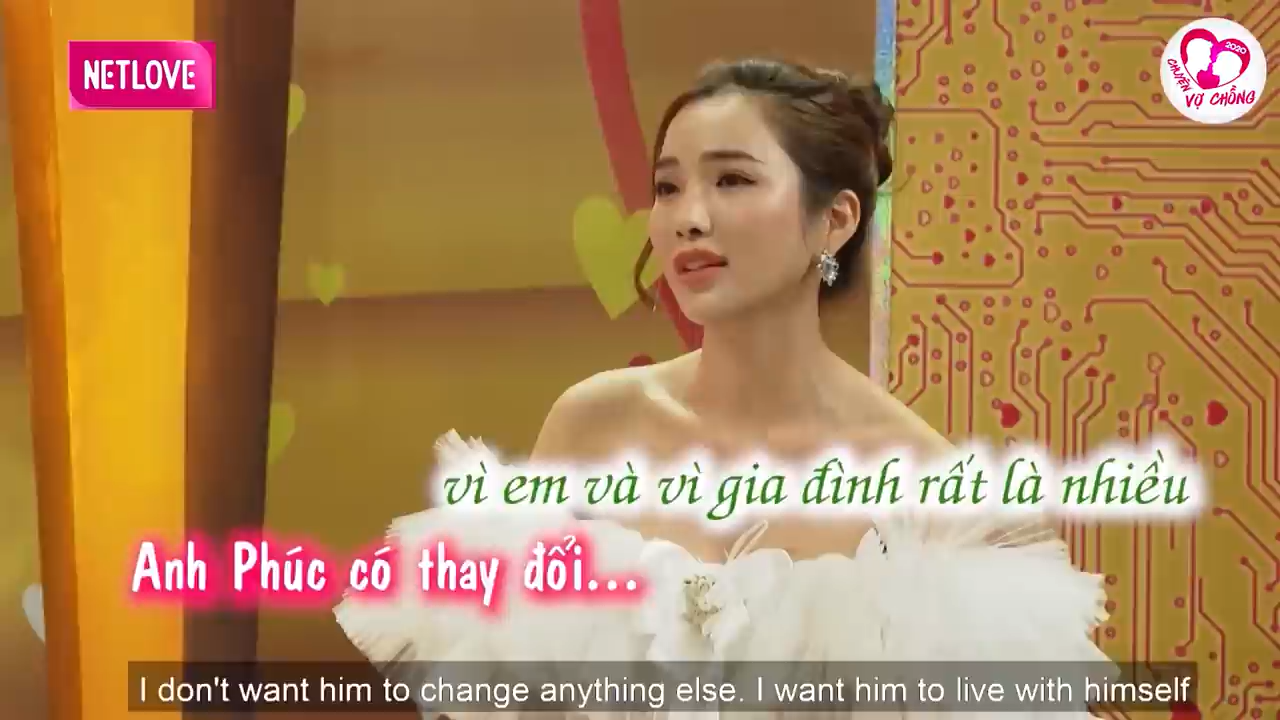 NETLOVE
2020
CHUYỆN
VỢ CHỒNG
vì em và vì gia đình rất là nhiều
Anh Phúc có thay đổi...
I don't want him to change anything else. I want him to live with himself